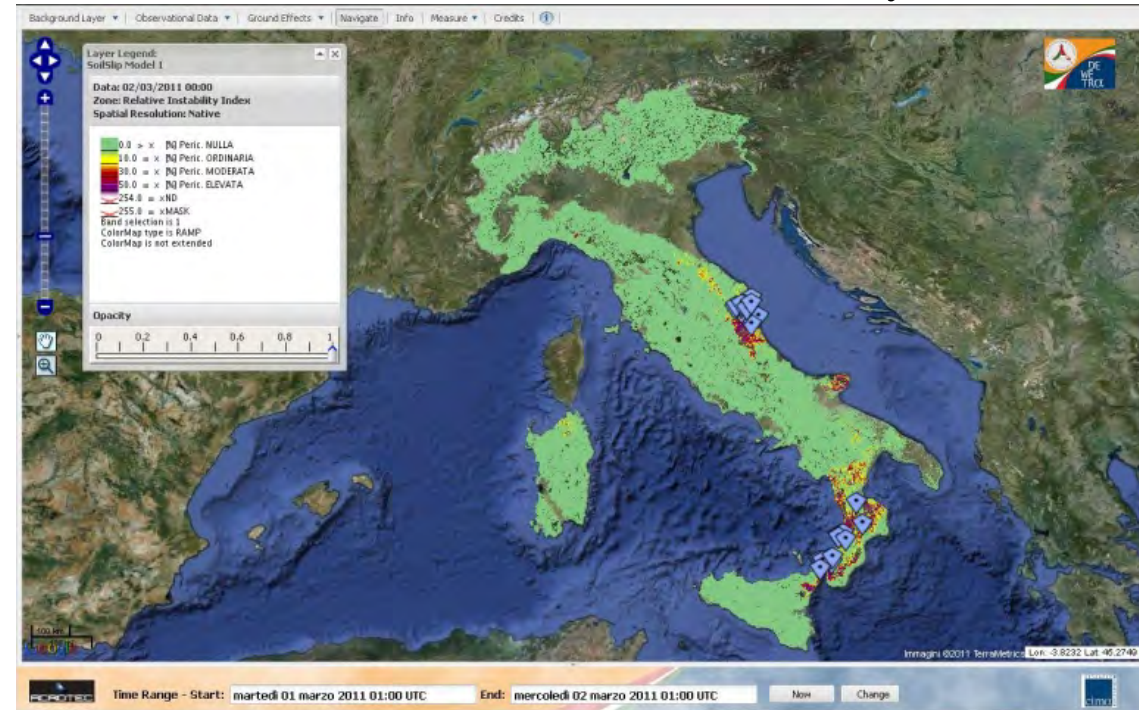 Background Layer Observational Data Ground Effects Navigate Info Measure Credits
Layer Legend:
SoilSlip Model 1
Data: 02/03/2011 00:00
Zone: Relative Instability Index
Spatial Resolution: Native
0.0 > x [%] Peric. NULLA
10.0 = x [%] Peric. ORDINARIA
30.0 = x [%] Peric. MODERATA
50.0 = x [%] Peric. ELEVATA
254.0 = xND
255.0 = xMASK
Band selection is 1
ColorMap type is RAMP
ColorMap is not extended
Opacity
0 0.2 0.4 0.6 0.8 1
DE
WE
TRA
100 km
Immagini ©2011 TerraMetrics
Lon: -3.8232 Lat: 46.2749
ACROTEC
Time Range - Start: martedì 01 marzo 2011 01:00 UTC End: mercoledì 02 marzo 2011 01:00 UTC Now Change
cima